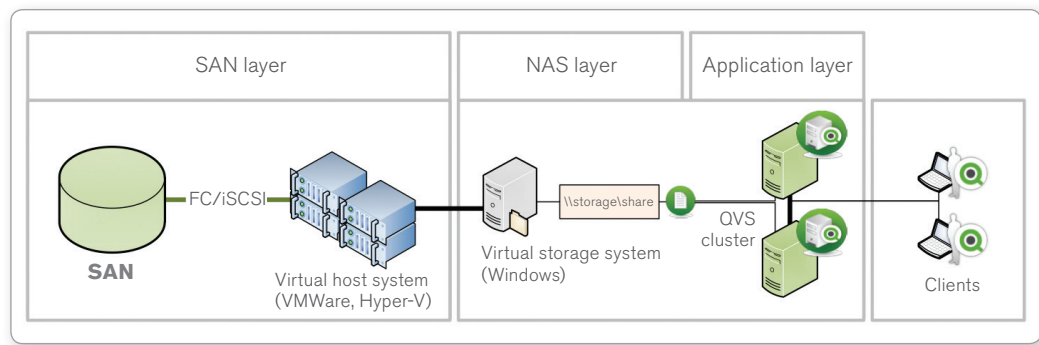 SAN layer
NAS layer
Application layer
FC/iSCSI
SAN
Virtual host system
(VMWare, Hyper-V)
\\storage\share
Virtual storage system
(Windows)
QVS
cluster
Clients